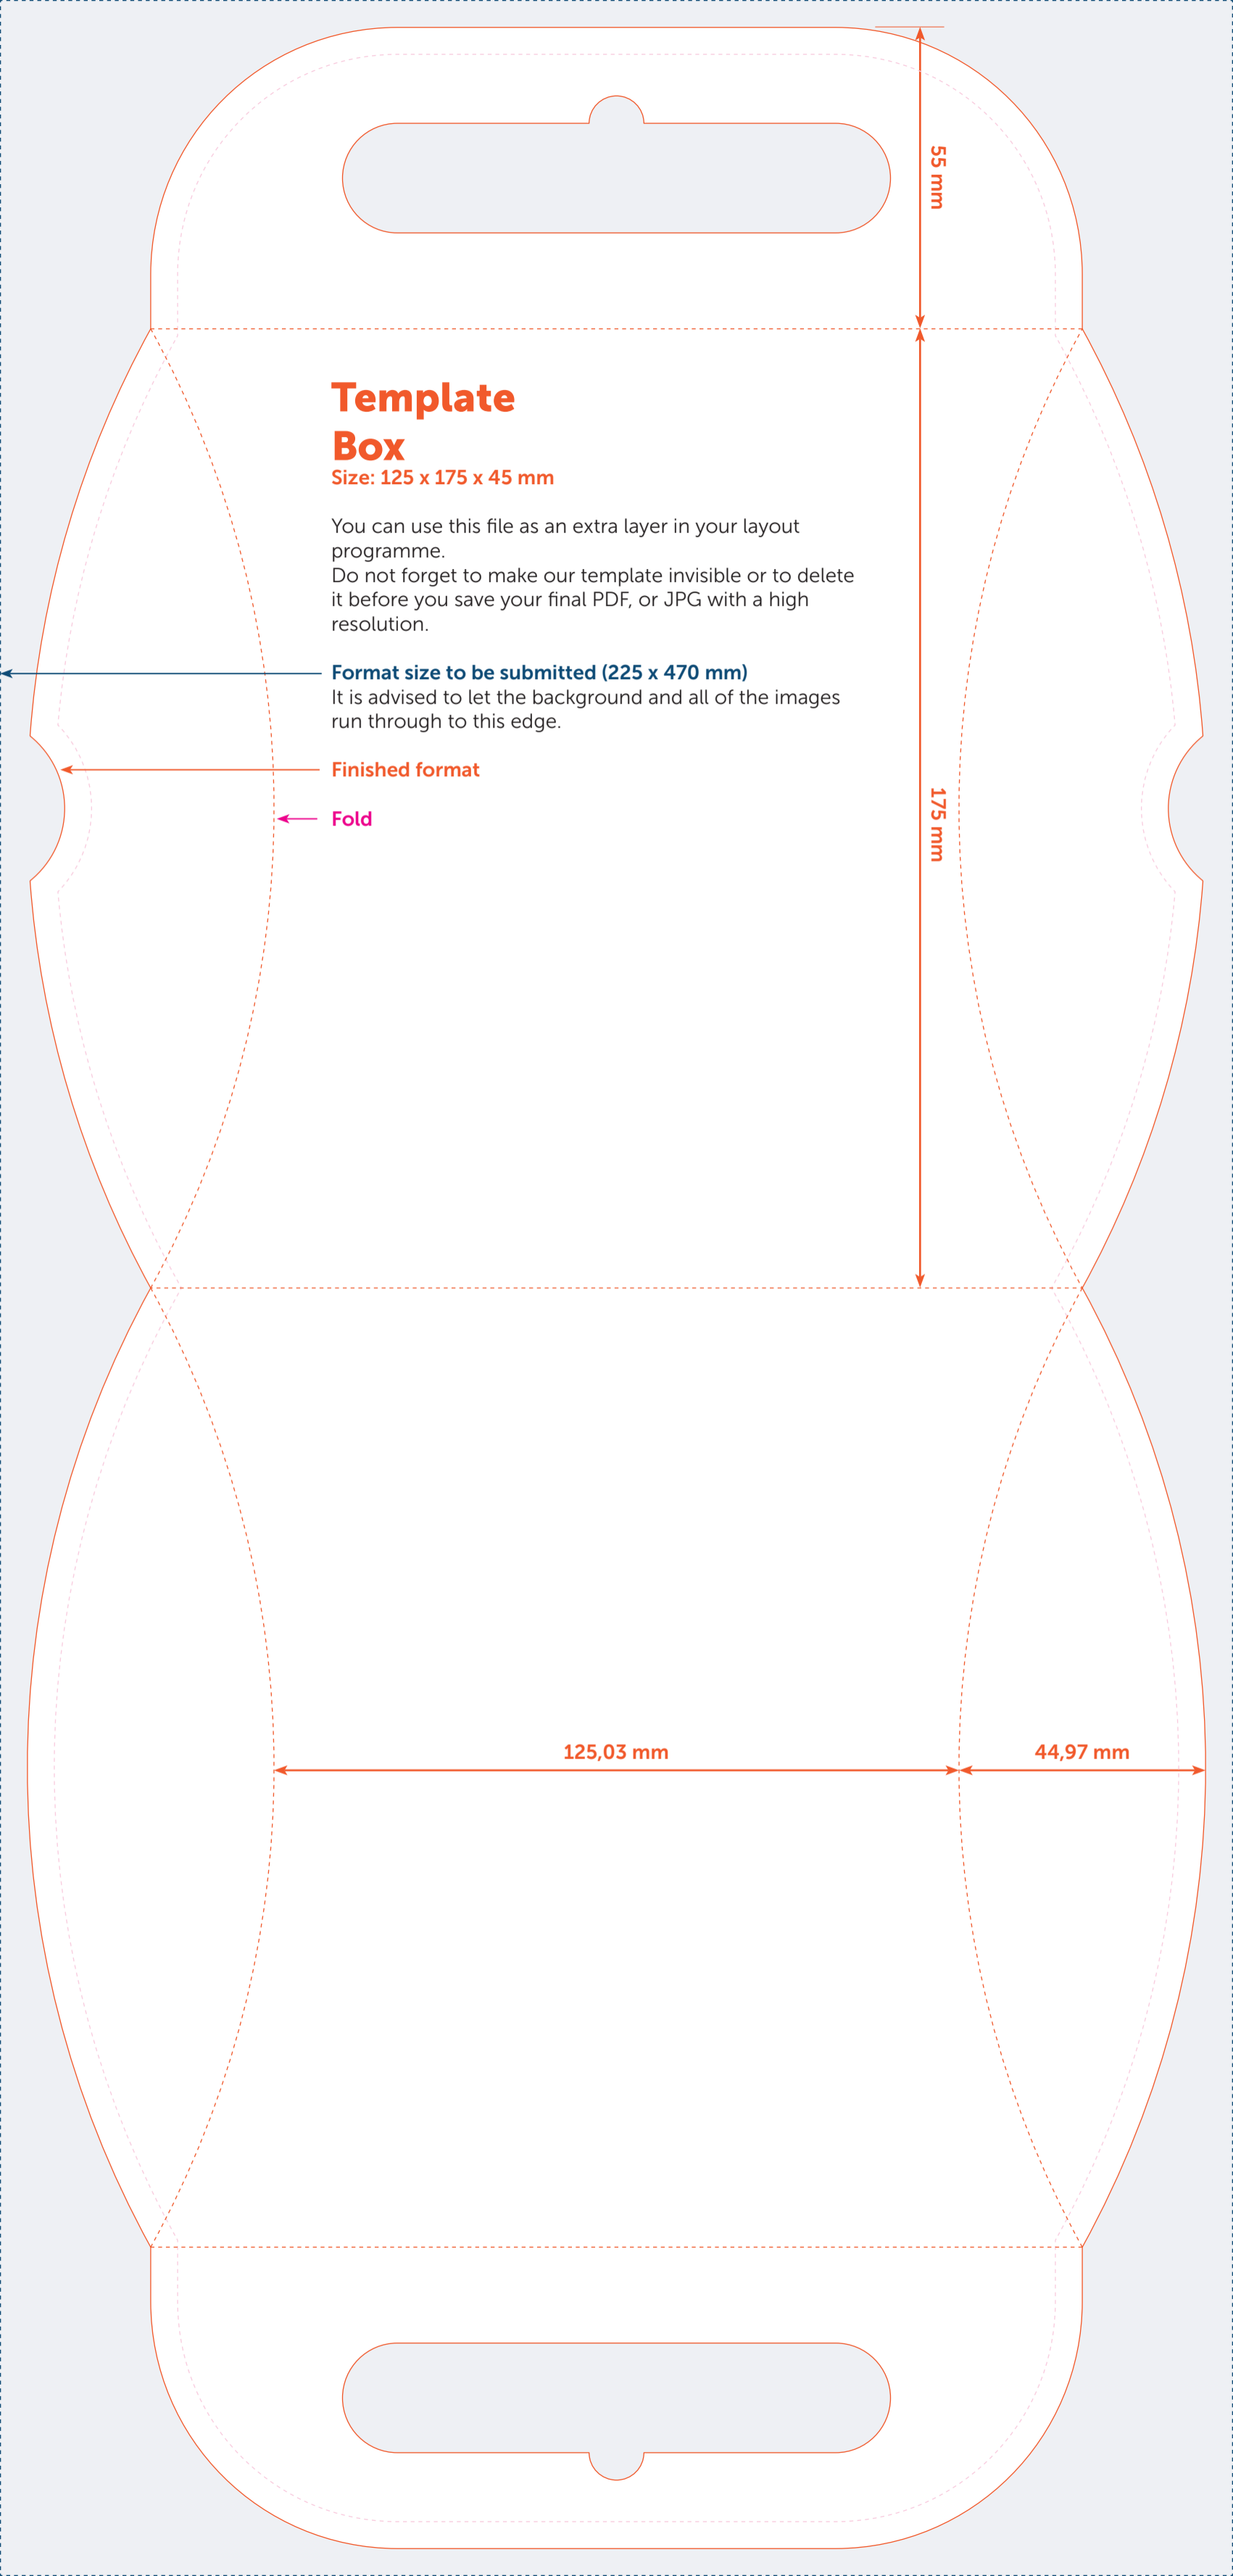 55 mm
Template
Box
Size: 125 x 175 x 45 mm
You can use this file as an extra layer in your layout
programme.
Do not forget to make our template invisible or to delete
it before you save your final PDF, or JPG with a high
resolution.
Format size to be submitted (225 x 470 mm)
It is advised to let the background and all of the images
run through to this edge.
Finished format
Fold
175 mm
125,03 mm
44,97 mm